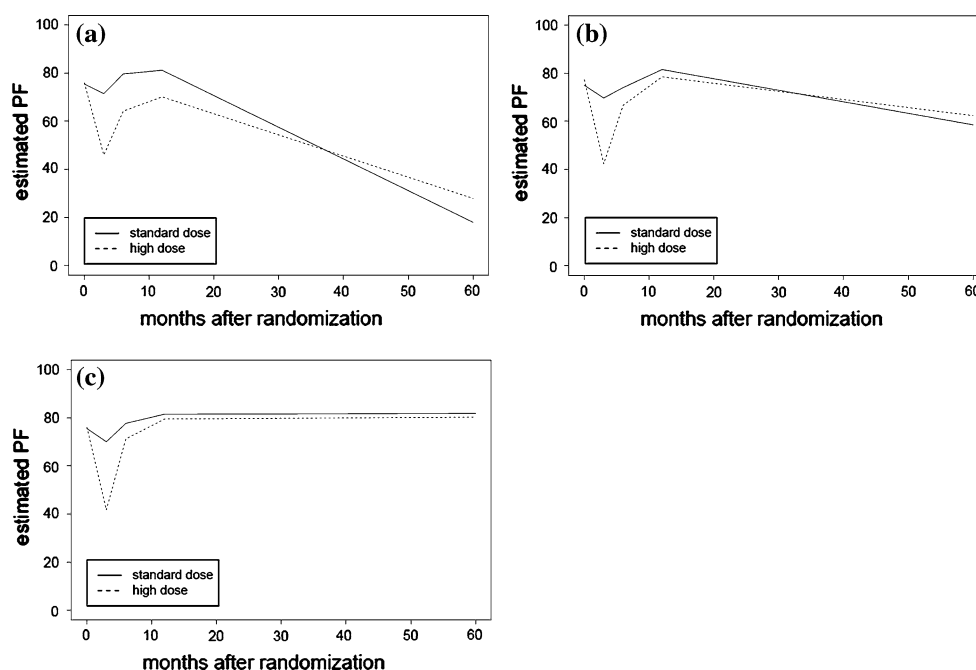 (a)
100
80
60
40
20
0
estimated PF
standard dose
high dose
0 10 20 30 40 50 60
months after randomization
(b)
100
80
60
40
20
0
estimated PF
standard dose
high dose
0 10 20 30 40 50 60
months after randomization
(c)
100
80
60
40
20
0
estimated PF
standard dose
high dose
0 10 20 30 40 50 60
months after randomization